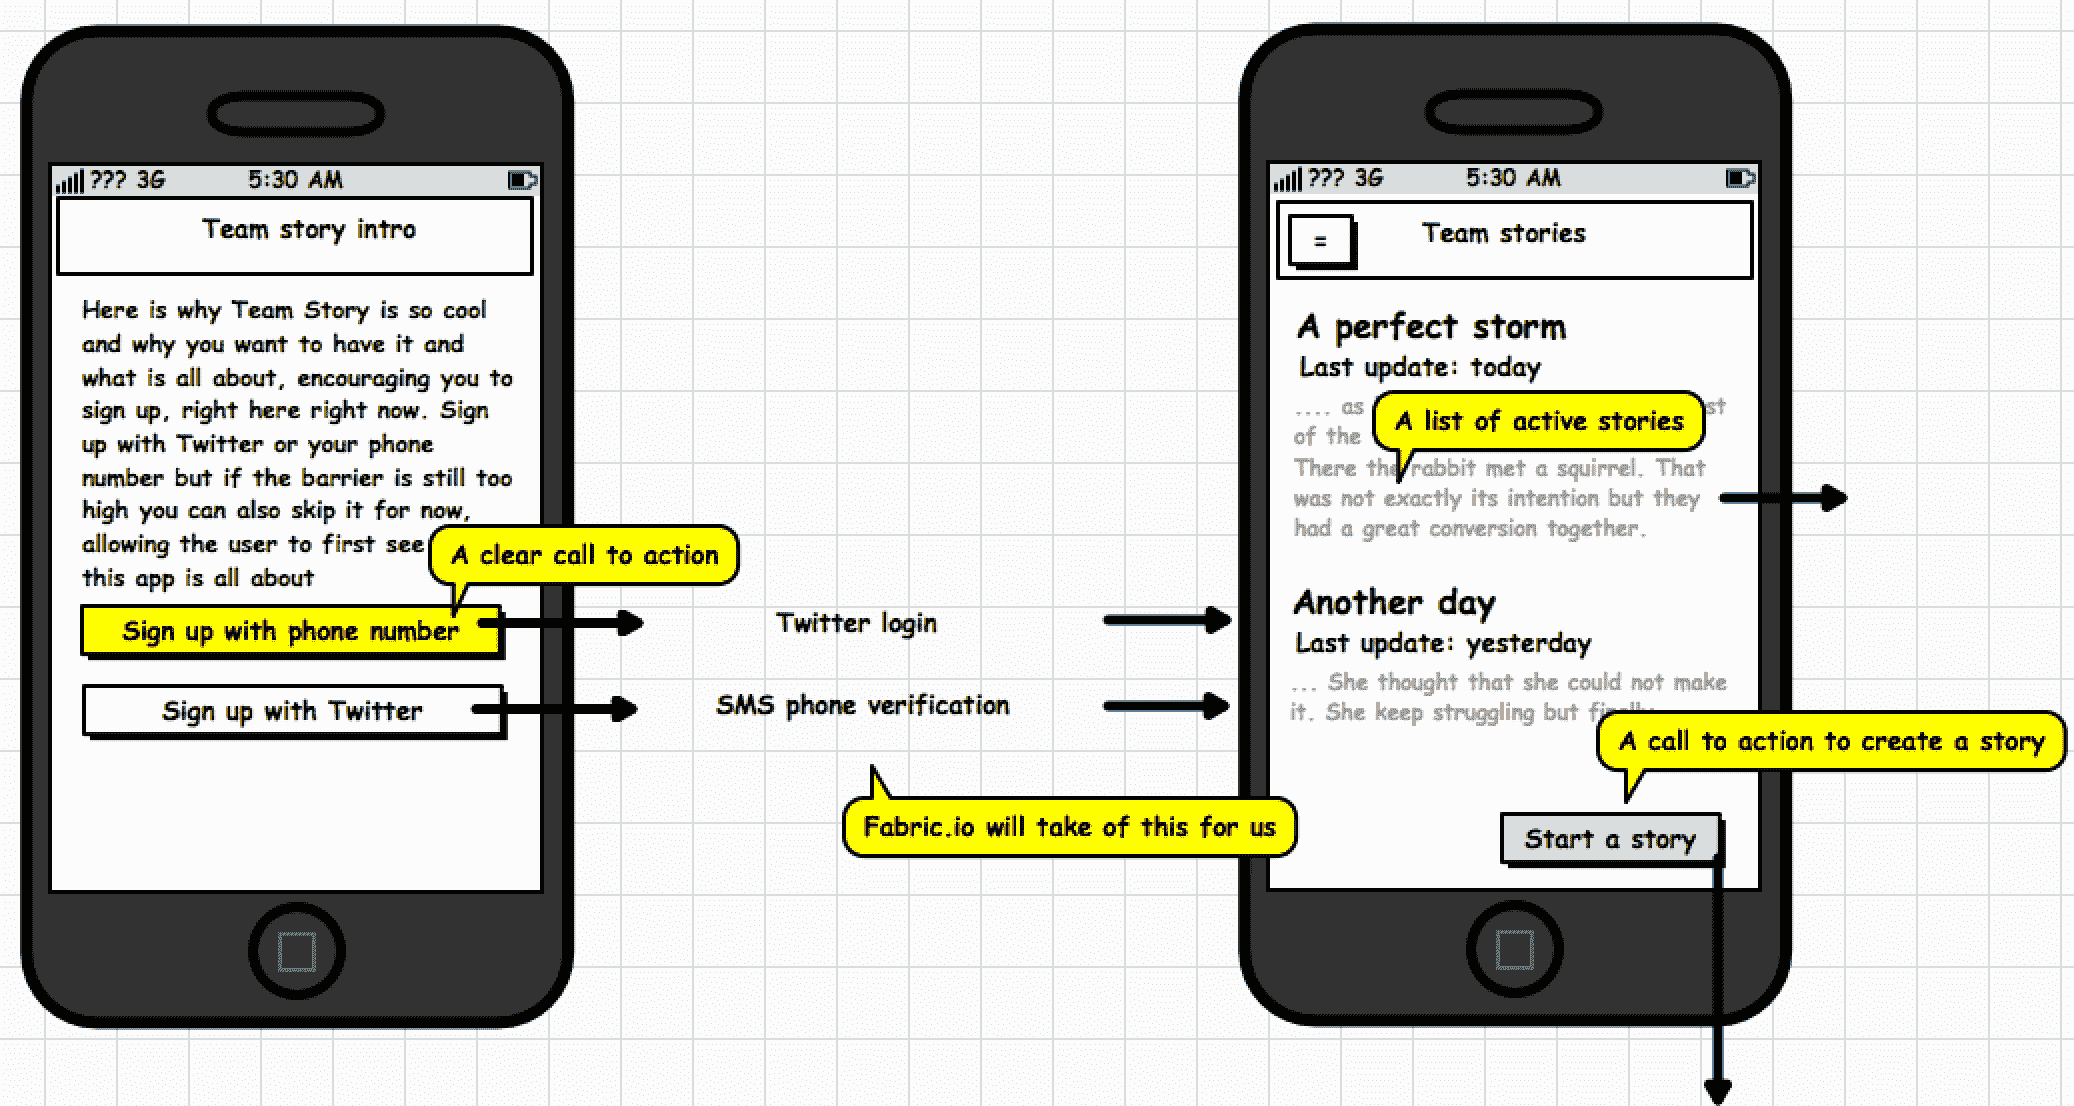 ??? 3G 5:30 AM
Team story intro
Here is why Team Story is so cool
and why you want to have it and
what is all about, encouraging you to
sign up, right here right now. Sign
up with Twitter or your phone
number but if the barrier is still too
high you can also skip it for now,
allowing the user to first see
this app is all about
A clear call to action
Sign up with phone number
Sign up with Twitter
Twitter login
SMS phone verification
Fabric.io will take of this for us
??? 3G 5:30 AM
=
Team stories
A perfect storm
Last update: today
.... as
of the
A list of active stories
There the rabbit met a squirrel. That
was not exactly its intention but they
had a great conversion together.
Another day
Last update: yesterday
... She thought that she could not make
it. She keep struggling but finally
A call to action to create a story
Start a story